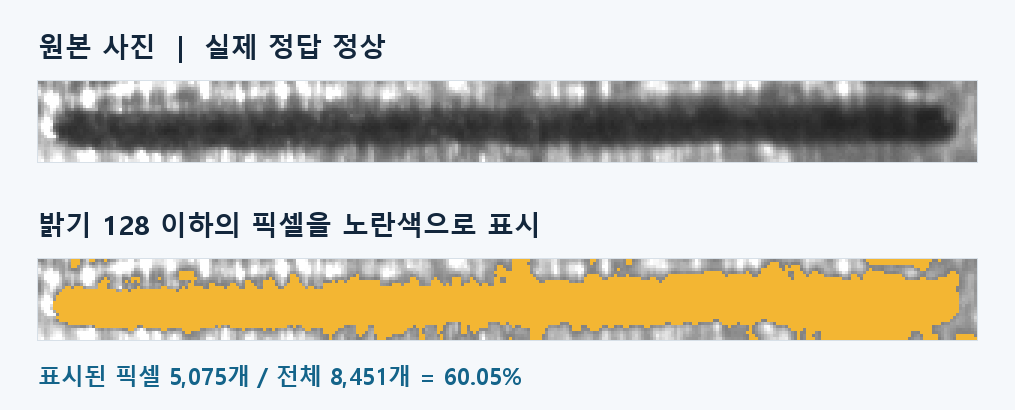 원본 사진 | 실제 정답 정상
밝기 128 이하의 픽셀을 노란색으로 표시
표시된 픽셀 5,075개 / 전체 8,451개 = 60.05%